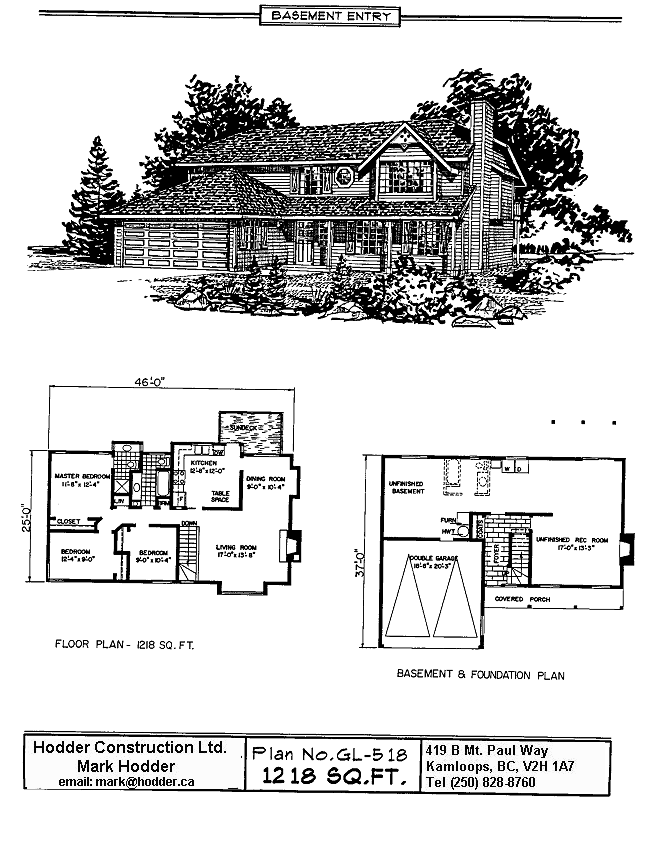 BASEMENT ENTRY
46'-0"
25'-0"
SUNDECK
KITCHEN
12'-8" x 12'-0"
DW
TABLE
SPACE
DINING ROOM
9'-0" x 10'-4"
MASTER BEDROOM
11'-8" x 12'-4"
LIN
CLOSET
DOWN
BEDROOM
12'-4" x 9'-0"
BEDROOM
9'-0" x 10'-4"
LIVING ROOM
FLOOR PLAN - 1218 SQ. FT.
37'-0"
UNFINISHED
BASEMENT
W D
FURN
HWT
COATS
FOYER
UNFINISHED REC ROOM
17'-0" x 13'-3"
DOUBLE GARAGE
18'-8" x 20'-3"
COVERED PORCH
BASEMENT & FOUNDATION PLAN
Hodder Construction Ltd.
Mark Hodder
email: mark@hodder.ca
Plan No. GL-518
1218 SQ.FT.
419 B Mt. Paul Way
Kamloops, BC, V2H 1A7
Tel (250) 828-8760